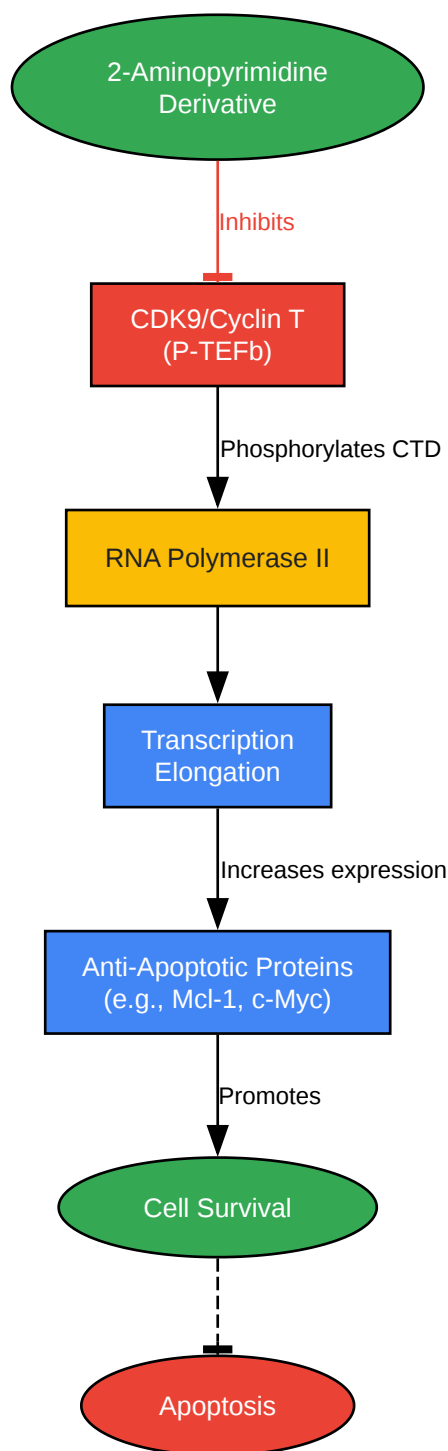 2-Aminopyrimidine
Derivative
Inhibits
CDK9/Cyclin T
(P-TEFb)
Phosphorylates CTD
RNA Polymerase II
Transcription
Elongation
Increases expression
Anti-Apoptotic Proteins
(e.g., Mcl-1, c-Myc)
Promotes
Cell Survival
Apoptosis